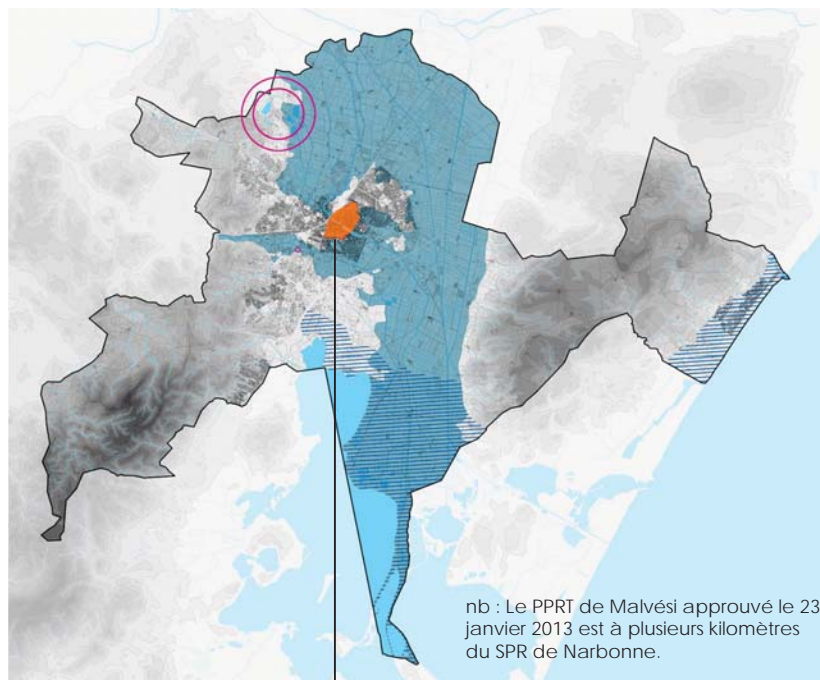 nb : Le PPRT de Malvési approuvé le 23
janvier 2013 est à plusieurs kilomètres
du SPR de Narbonne.